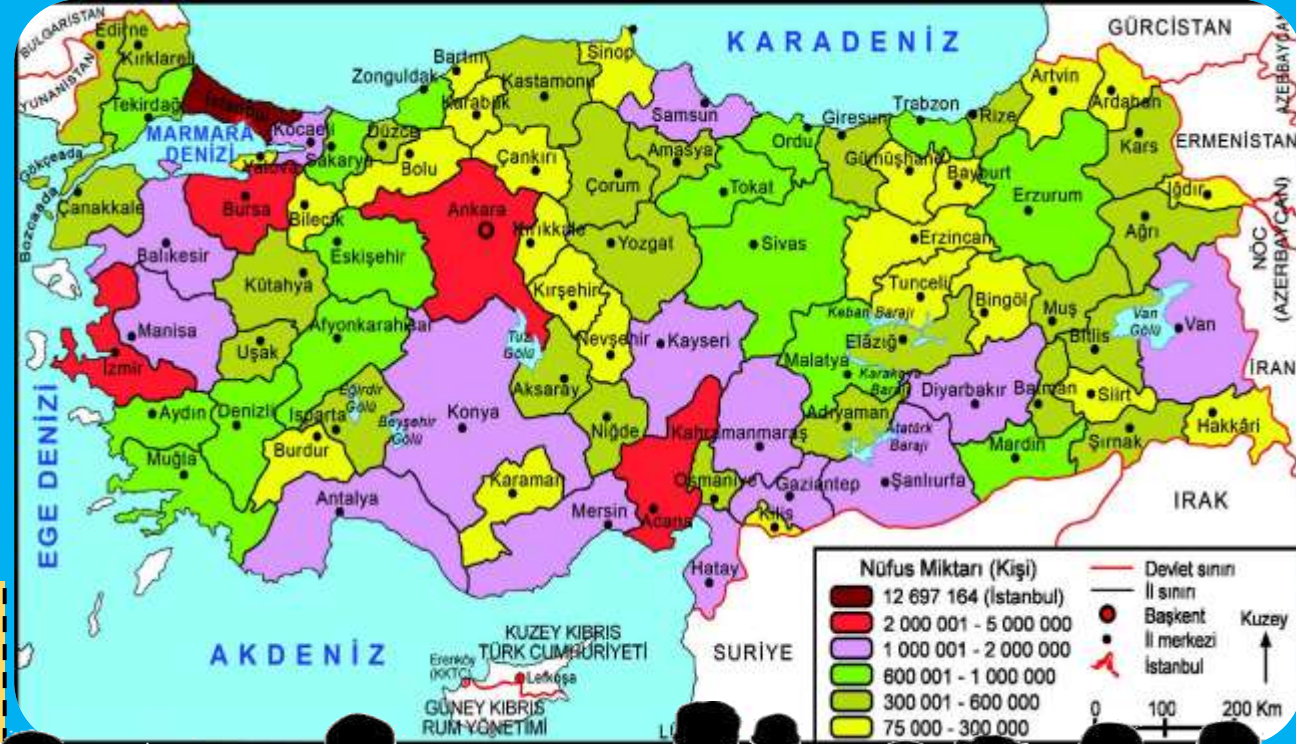 BULGARİSTAN
YUNANİSTAN
GÜRCİSTAN
AZERBAYCAN
ERMENİSTAN
NÖÇ
(AZERBAYCAN)
İRAN
IRAK
SURİYE
KARADENİZ
MARMARA
DENİZİ
EGE DENİZİ
AKDENİZ
Edirne
Kırklareli
Tekirdağ
İstanbul
Kocaeli
Yalova
Sakarya
Düzce
Zonguldak
Bartın
Karabük
Kastamonu
Sinop
Samsun
Bolu
Çankırı
Amasya
Çorum
Ordu
Giresun
Trabzon
Rize
Artvin
Ardahan
Kars
Gümüşhane
Bayburt
Erzurum
Iğdır
Ağrı
Gökçeada
Bozcaada
Çanakkale
Bursa
Bilecik
Balıkesir
Eskişehir
Ankara
Kırıkkale
Yozgat
Tokat
Sivas
Erzincan
Tunceli
Bingöl
Muş
Bitlis
Van
Gölü
Van
Kütahya
Manisa
İzmir
Uşak
Afyonkarahisar
Kırşehir
Nevşehir
Tuz
Gölü
Kayseri
Aksaray
Keban Barajı
Elazığ
Malatya
Karakaya
Barajı
Diyarbakır
Batman
Siirt
Hakkâri
Şırnak
Mardin
Adıyaman
Atatürk
Barajı
Aydın
Denizli
Isparta
Eğirdir
Gölü
Beyşehir
Gölü
Konya
Niğde
Kahramanmaraş
Burdur
Muğla
Antalya
Karaman
Mersin
Adana
Osmaniye
Gaziantep
Şanlıurfa
Kilis
Hatay
KUZEY KIBRIS
TÜRK CUMHURİYETİ
Erenköy
(KKTC)
Lefkoşa
GÜNEY KIBRIS
RUM YÖNETİMİ
Nüfus Miktarı (Kişi)
12 697 164 (İstanbul)
2 000 001 - 5 000 000
1 000 001 - 2 000 000
600 001 - 1 000 000
300 001 - 600 000
75 000 - 300 000
Devlet sınırı
İl sınırı
Başkent
İl merkezi
İstanbul
Kuzey
0 100 200 Km